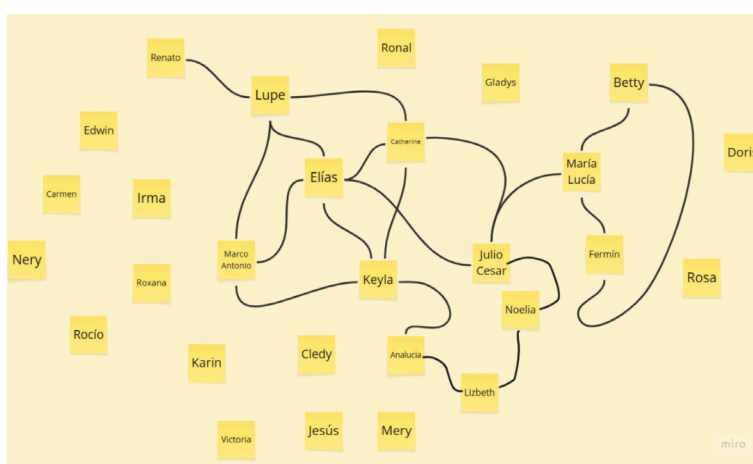 Ronal
Renato
Gladys
Betty
Lupe
Edwin
Catherine
Dori
María
Lucía
Elías
Carmen
Irma
Nery
Marco
Antonio
Julio
Cesar
Fermín
Keyla
Roxana
Rosa
Noelia
Rocío
Cledy
Analucia
Karin
Lizbeth
Jesús
Mery
Victoria
miro